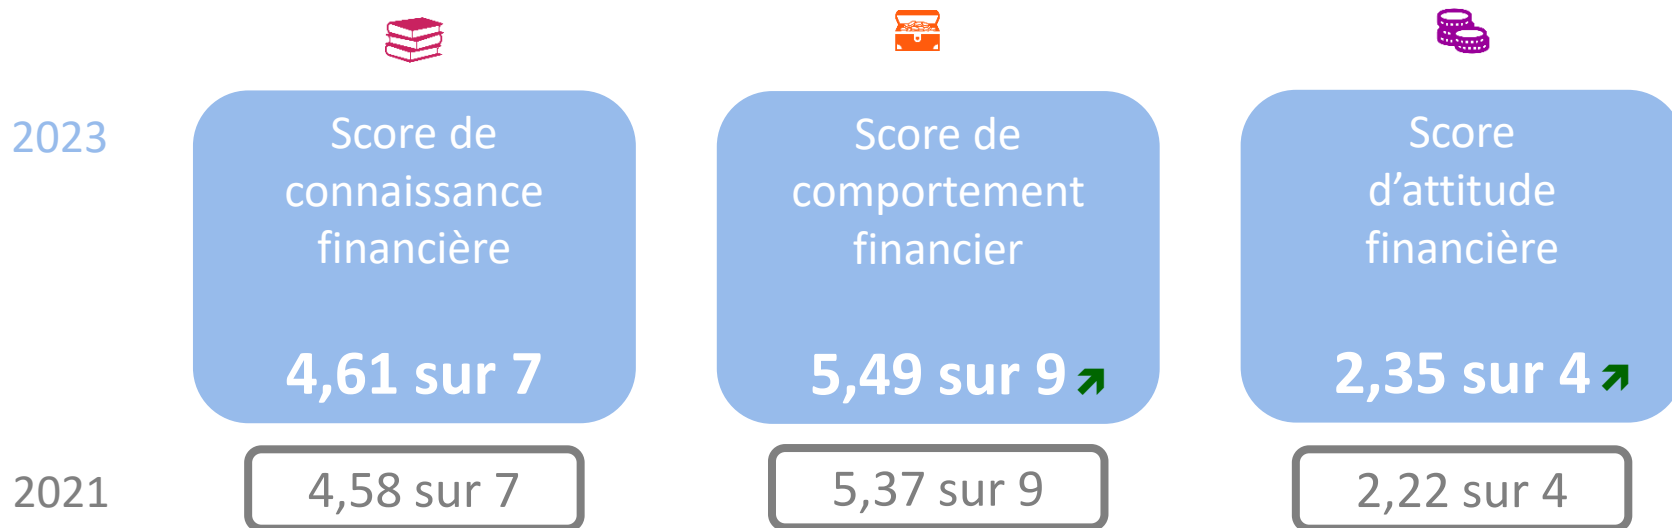 2023
Score de
connaissance
financière
4,61 sur 7
Score de
comportement
financier
5,49 sur 9
Score
d’attitude
financière
2,35 sur 4
2021
4,58 sur 7
5,37 sur 9
2,22 sur 4